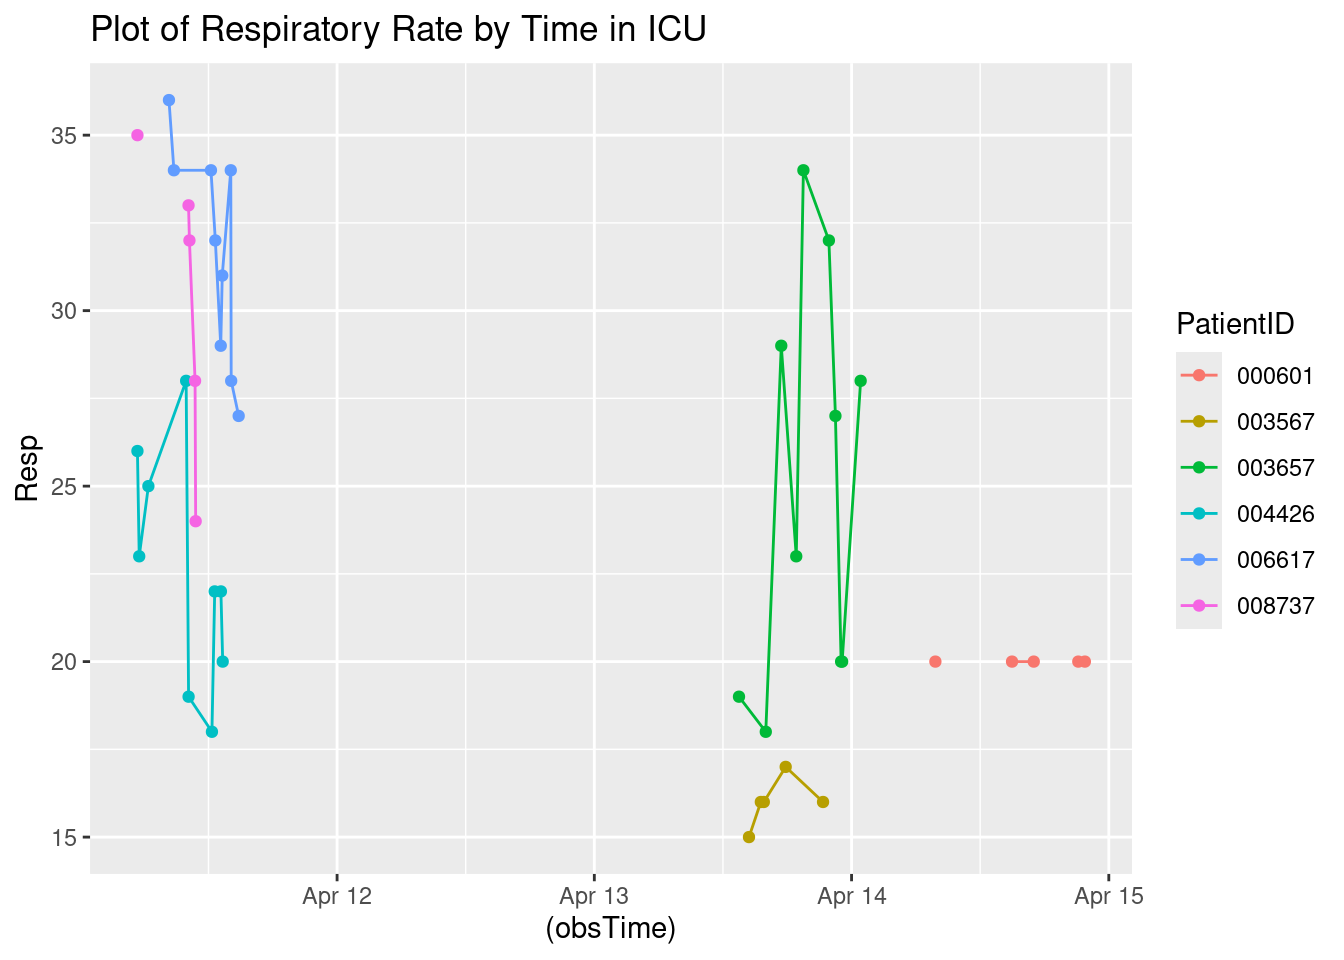 Plot of Respiratory Rate by Time in ICU
35
30
25
20
15
Resp
Apr 12
Apr 13
Apr 14
Apr 15
(obsTime)
PatientID
000601
003567
003657
004426
006617
008737